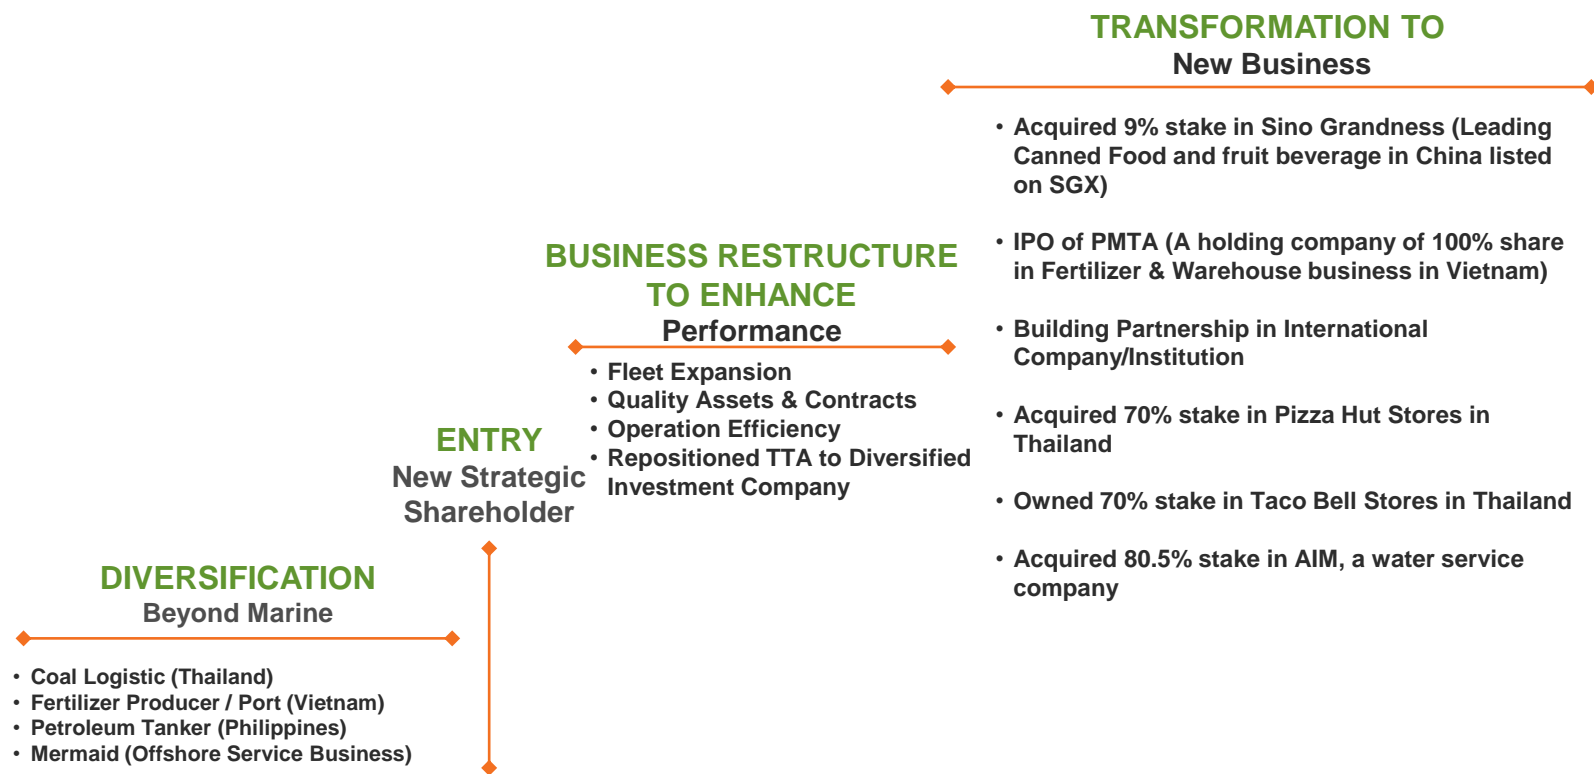 TRANSFORMATION TO
New Business
• Acquired 9% stake in Sino Grandness (Leading
Canned Food and fruit beverage in China listed
on SGX)
• IPO of PMTA (A holding company of 100% share
in Fertilizer & Warehouse business in Vietnam)
• Building Partnership in International
Company/Institution
• Acquired 70% stake in Pizza Hut Stores in
Thailand
• Owned 70% stake in Taco Bell Stores in Thailand
• Acquired 80.5% stake in AIM, a water service
company
BUSINESS RESTRUCTURE
TO ENHANCE
Performance
• Fleet Expansion
• Quality Assets & Contracts
• Operation Efficiency
• Repositioned TTA to Diversified
Investment Company
ENTRY
New Strategic
Shareholder
DIVERSIFICATION
Beyond Marine
• Coal Logistic (Thailand)
• Fertilizer Producer / Port (Vietnam)
• Petroleum Tanker (Philippines)
• Mermaid (Offshore Service Business)